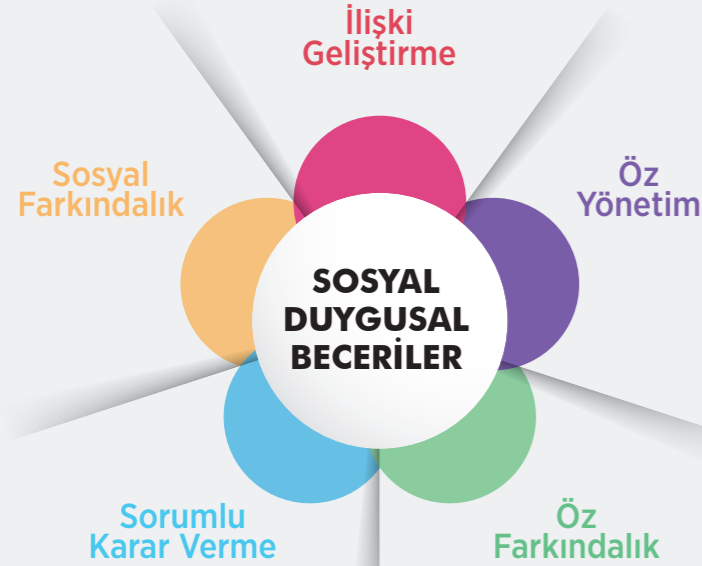 İlişki
Geliştirme
Sosyal
Farkındalık
Öz
Yönetim
SOSYAL
DUYGUSAL
BECERİLER
Sorumlu
Karar Verme
Öz
Farkındalık